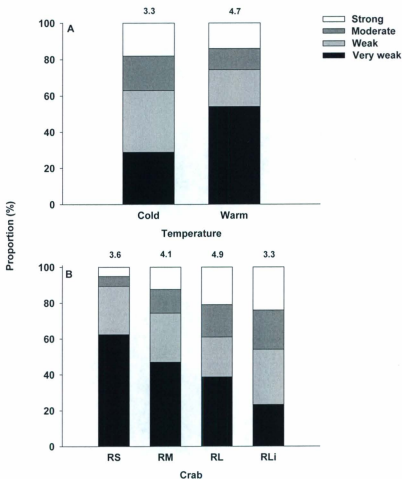 3.3 4.7
Strong
Moderate
Weak
Very weak
A
100
80
60
40
20
0
Cold Warm
Temperature
Proportion (%)
3.6 4.1 4.9 3.3
B
100
80
60
40
20
0
RS RM RL RLi
Crab